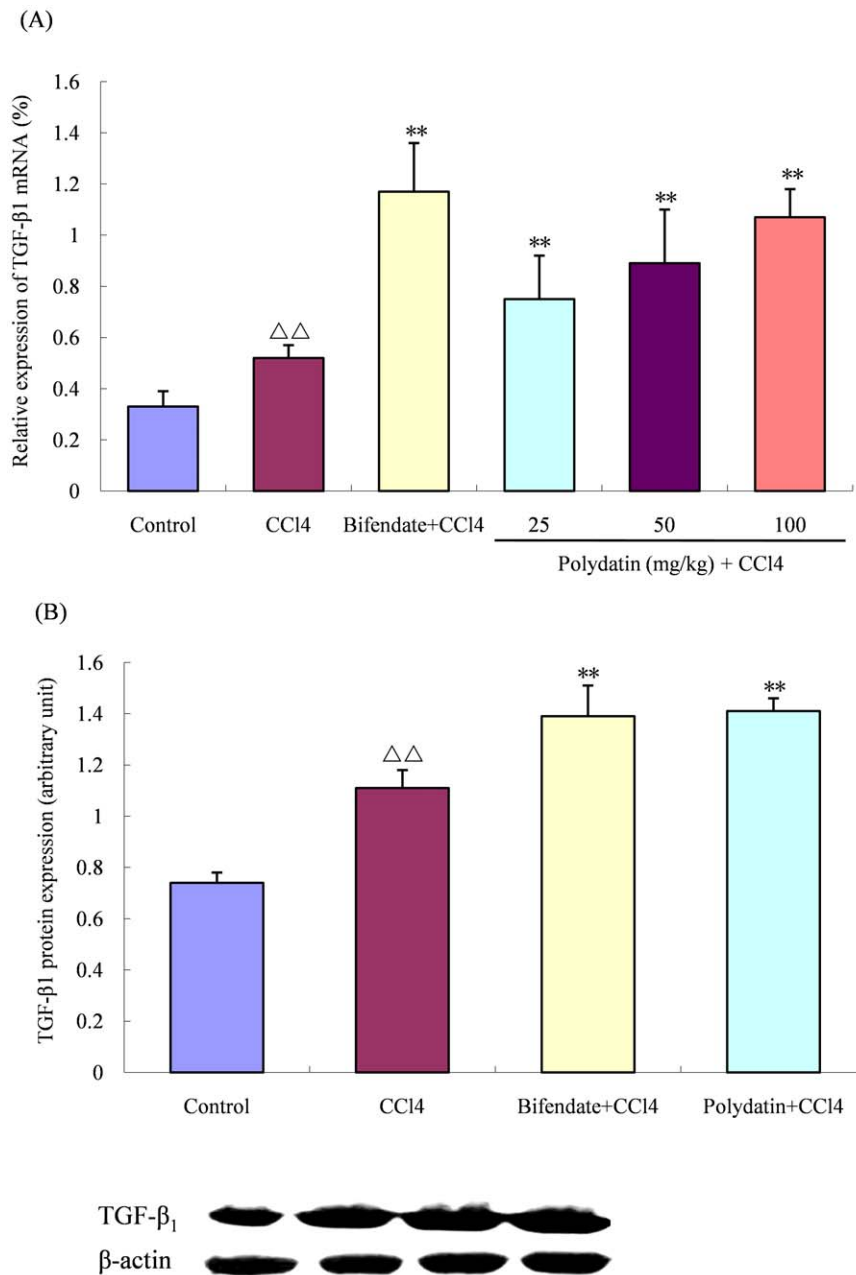 (A)
Relative expression of TGF-β1 mRNA (%)
1.6
1.4
1.2
1
0.8
0.6
0.4
0.2
0
**
△△
**
**
**
Control
CCl4
Bifendate+CCl4
25
50
100
Polydatin (mg/kg) + CCl4
(B)
TGF-β1 protein expression (arbitrary unit)
1.6
1.4
1.2
1
0.8
0.6
0.4
0.2
0
△△
**
**
Control
CCl4
Bifendate+CCl4
Polydatin+CCl4
TGF-β₁
β-actin